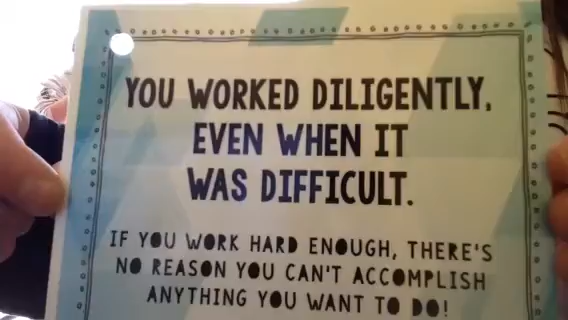 YOU WORKED DILIGENTLY,
EVEN WHEN IT
WAS DIFFICULT.
IF YOU WORK HARD ENOUGH, THERE'S
NO REASON YOU CAN'T ACCOMPLISH
ANYTHING YOU WANT TO DO!